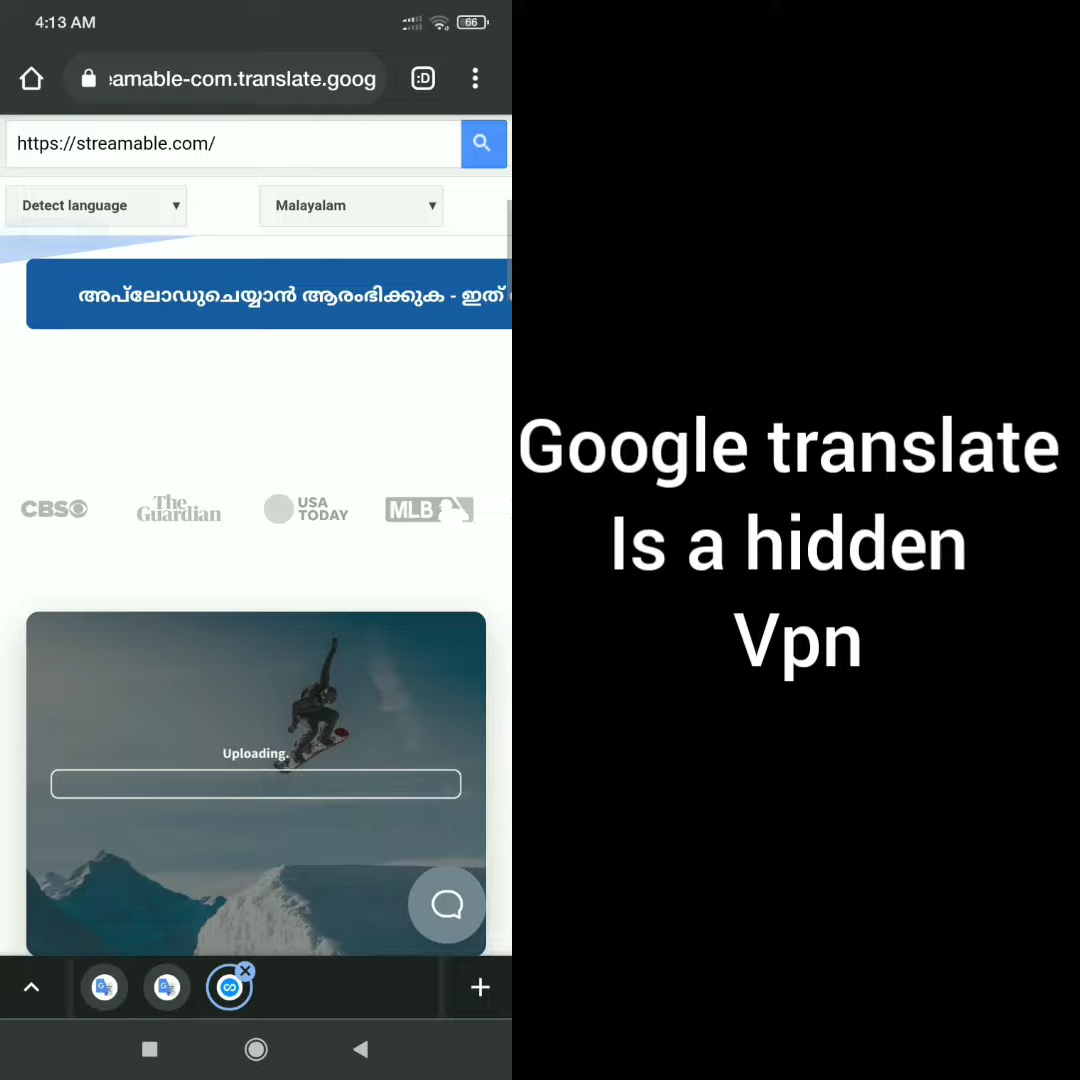 4:13 AM
66
eamable-com.translate.goog
:D
https://streamable.com/
Detect language
Malayalam
അപ്‌ലോഡുചെയ്യാൻ ആരംഭിക്കുക - ഇത്
CBS
The Guardian
USA TODAY
MLB
Uploading.
Google translate
Is a hidden
Vpn